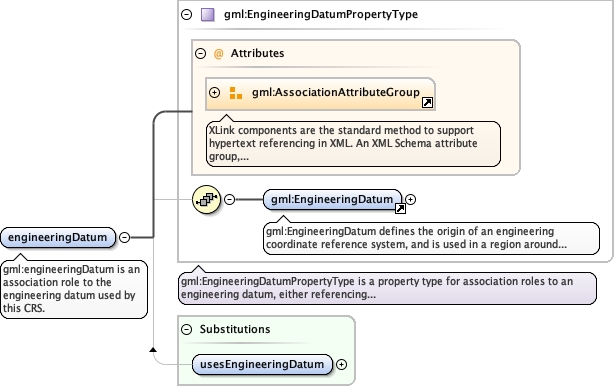 gml:EngineeringDatumPropertyType
@ Attributes
gml:AssociationAttributeGroup
XLink components are the standard method to support
hypertext referencing in XML. An XML Schema attribute
group,...
gml:EngineeringDatum
gml:EngineeringDatum defines the origin of an engineering
coordinate reference system, and is used in a region around...
engineeringDatum
gml:engineeringDatum is an
association role to the
engineering datum used by
this CRS.
gml:EngineeringDatumPropertyType is a property type for association roles to an
engineering datum, either referencing...
Substitutions
usesEngineeringDatum